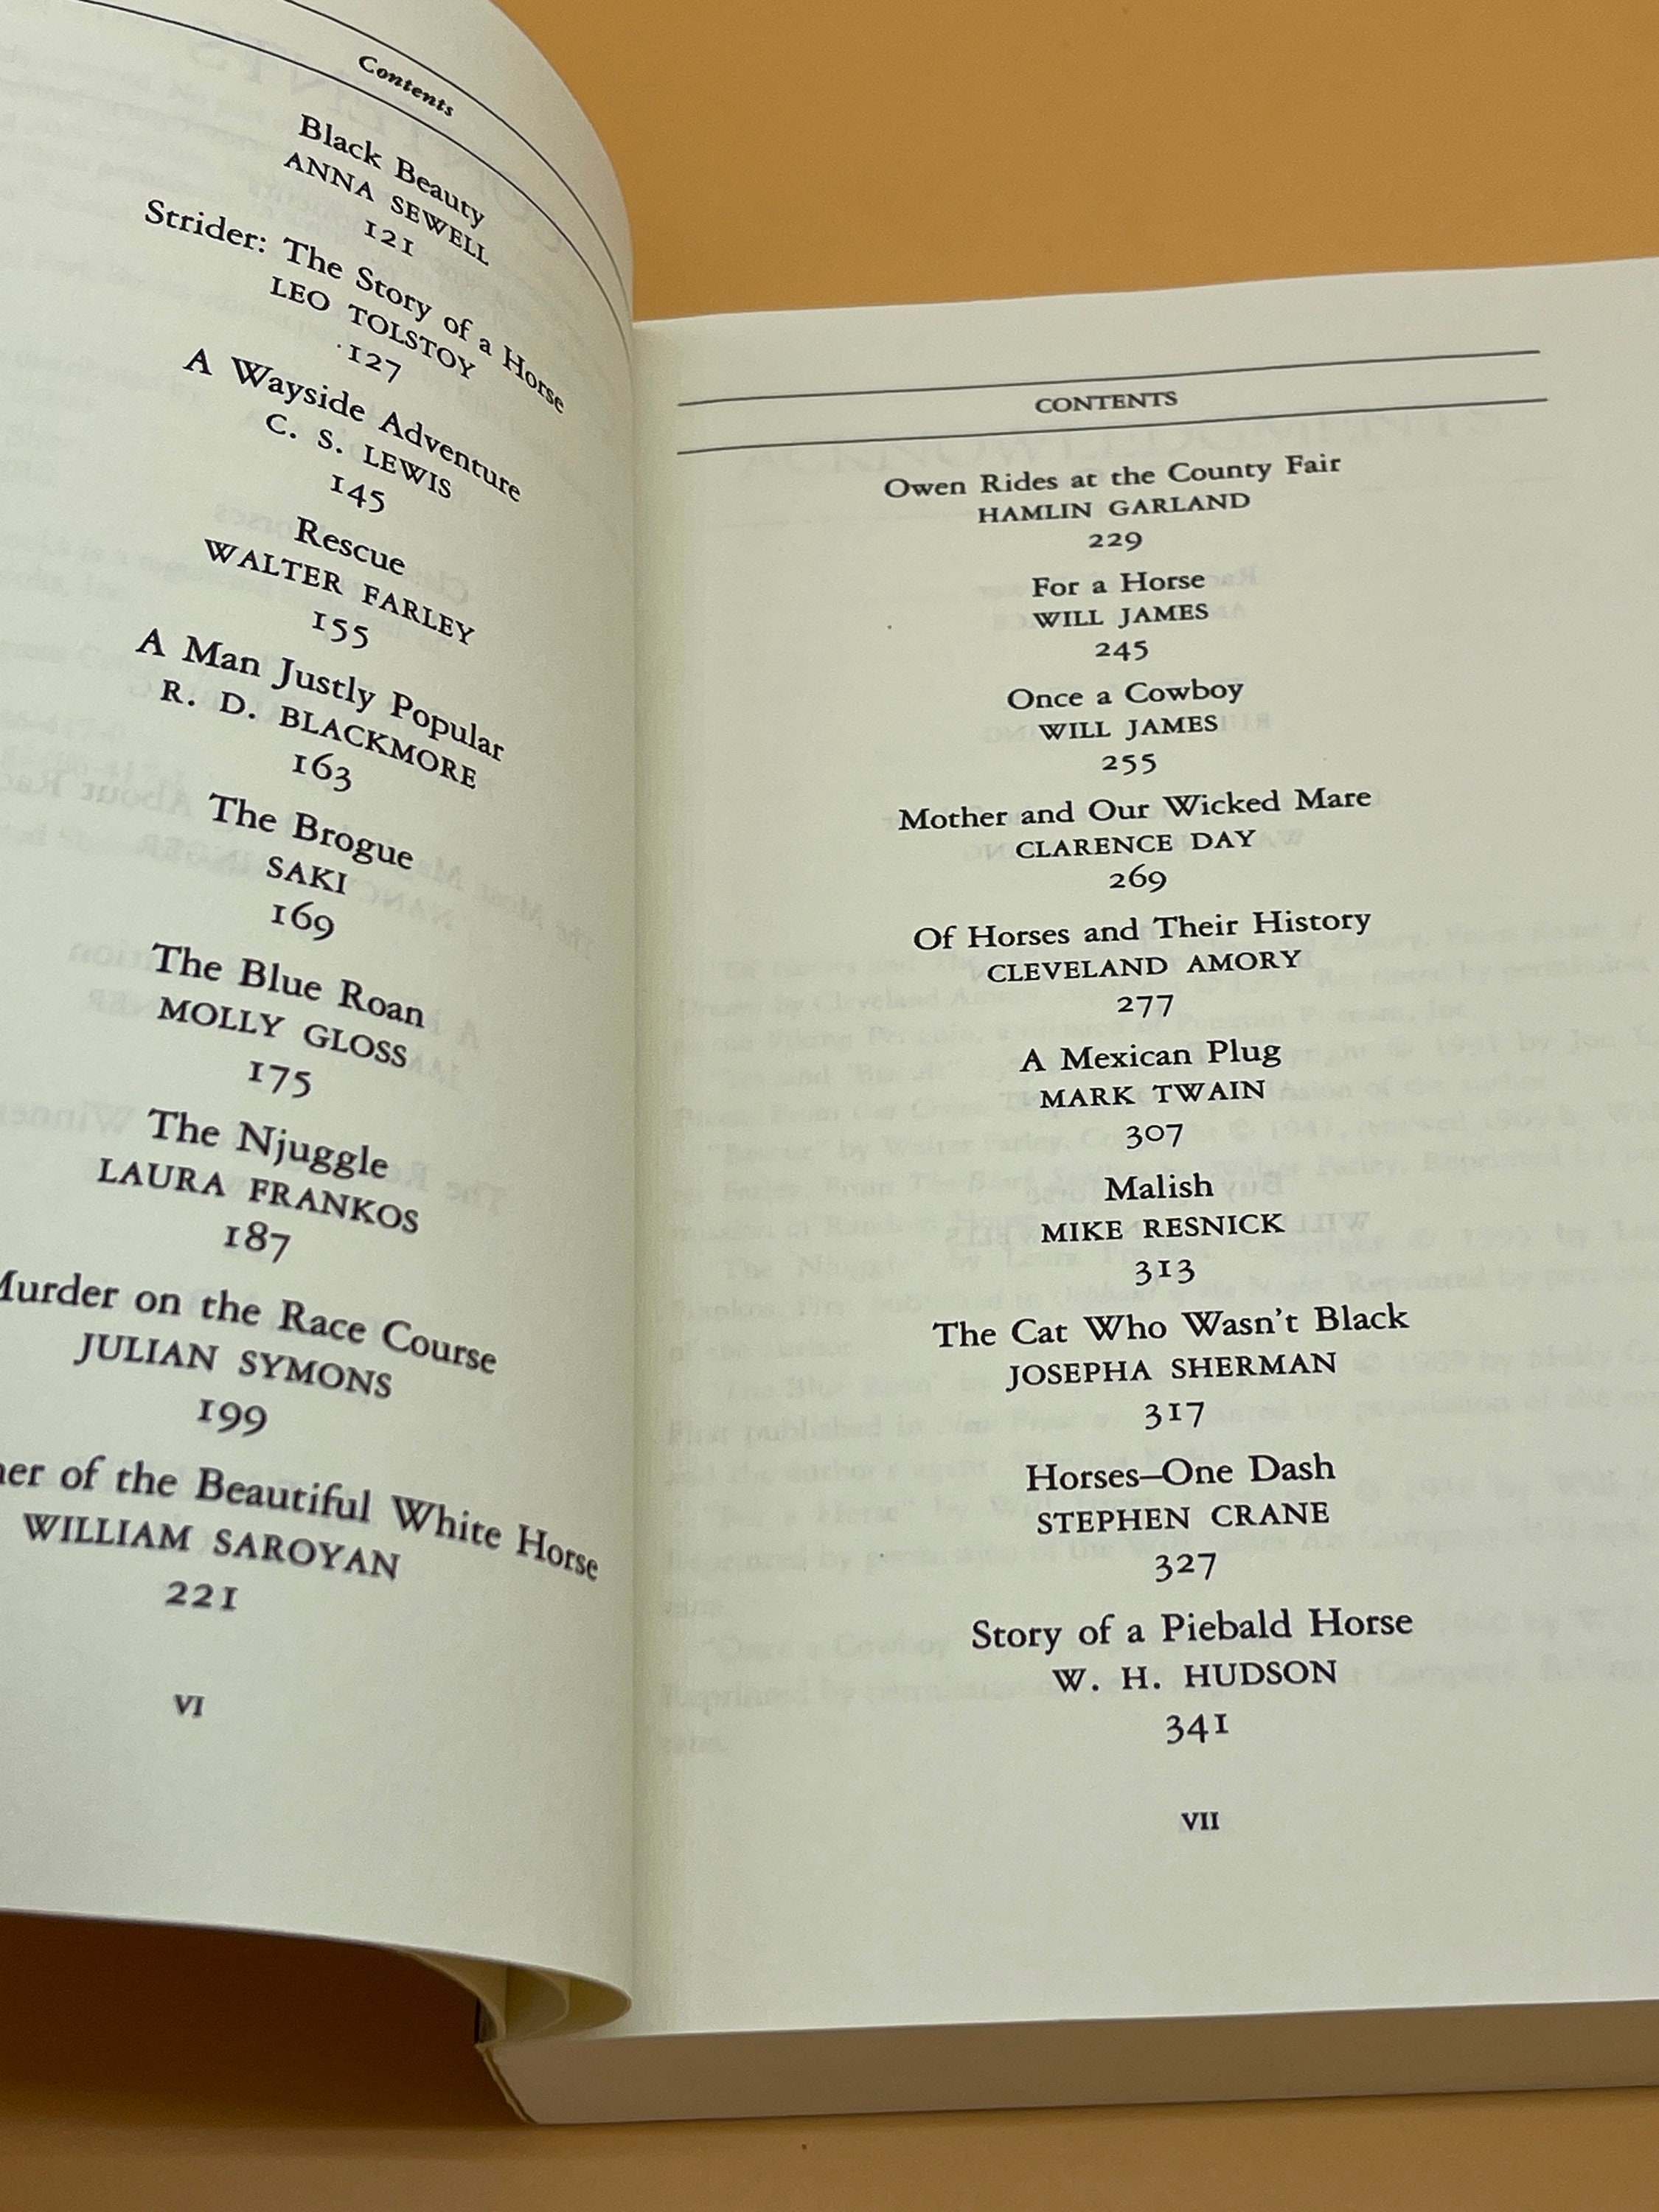 Contents
Black Beauty
ANNA SEWELL
121
Strider: The Story of a Horse
LEO TOLSTOY
127
A Wayside Adventure
C. S. LEWIS
145
Rescue
WALTER FARLEY
155
A Man Justly Popular
R. D. BLACKMORE
163
The Brogue
SAKI
169
The Blue Roan
MOLLY GLOSS
175
The Njuggle
LAURA FRANKOS
187
Murder on the Race Course
JULIAN SYMONS
199
of the Beautiful White Horse
WILLIAM SAROYAN
221
VI
CONTENTS
Owen Rides at the County Fair
HAMLIN GARLAND
229
For a Horse
WILL JAMES
245
Once a Cowboy
WILL JAMES
255
Mother and Our Wicked Mare
CLARENCE DAY
269
Of Horses and Their History
CLEVELAND AMORY
277
A Mexican Plug
MARK TWAIN
307
Malish
MIKE RESNICK
313
The Cat Who Wasn't Black
JOSEPHA SHERMAN
317
Horses—One Dash
STEPHEN CRANE
327
Story of a Piebald Horse
W. H. HUDSON
341
VII